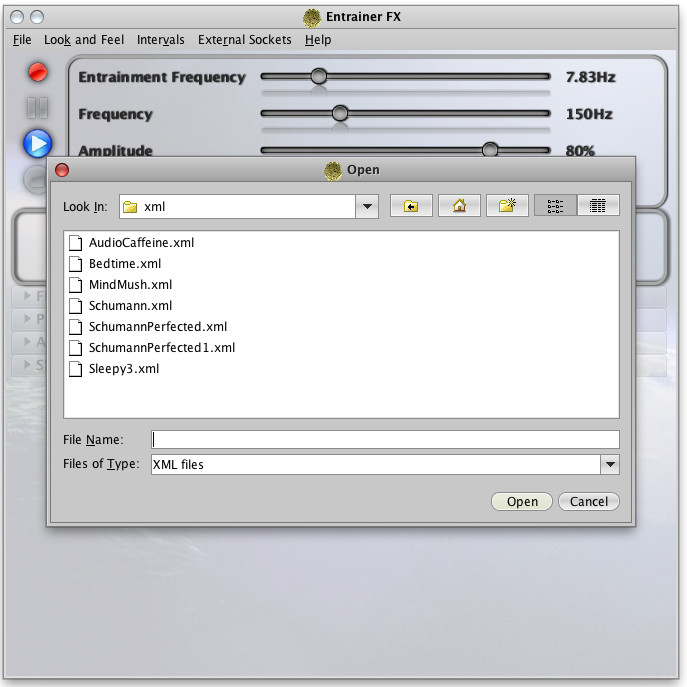 Entrainer FX
File Look and Feel Intervals External Sockets Help
Entrainment Frequency 7.83Hz
Frequency 150Hz
Amplitude 80%
Open
Look In: xml
AudioCaffeine.xml
Bedtime.xml
MindMush.xml
Schumann.xml
SchumannPerfected.xml
SchumannPerfected1.xml
Sleepy3.xml
File Name:
Files of Type: XML files
Open Cancel